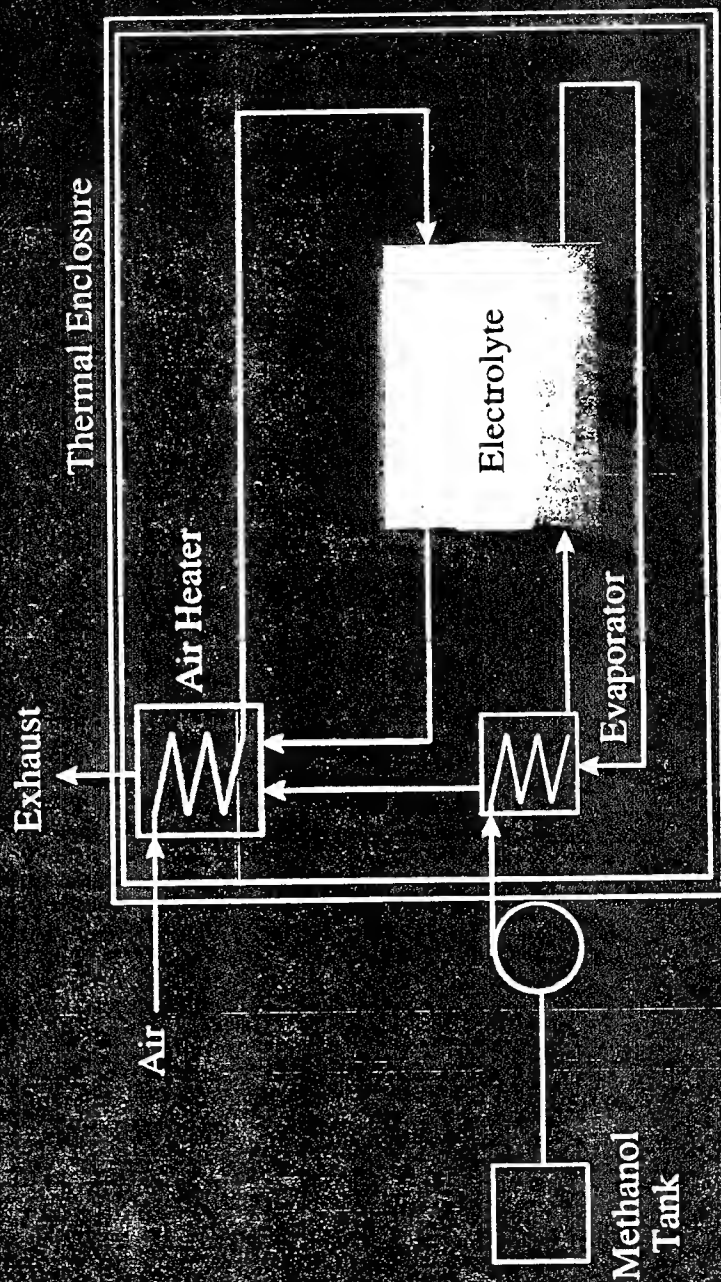 Exhaust
Thermal Enclosure
Air Heater
Air
Electrolyte
Evaporator
Methanol
Tank